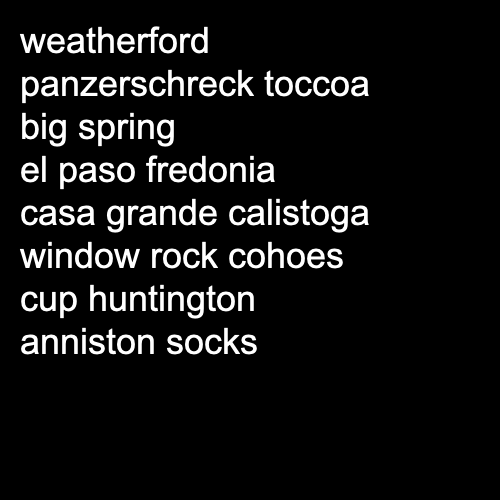 weatherford
panzerschreck toccoa
big spring
el paso fredonia
casa grande calistoga
window rock cohoes
cup huntington
anniston socks